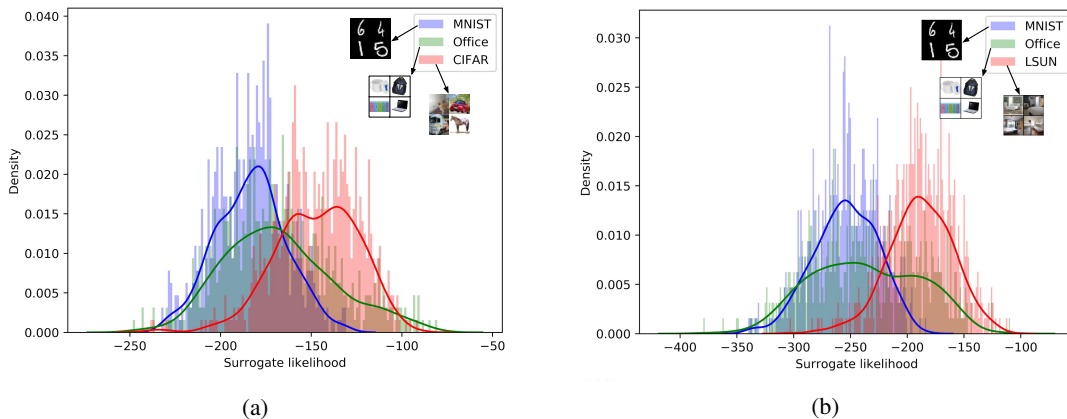 0.040
0.035
0.030
0.025
0.020
0.015
0.010
0.005
0.000
Density
−250
−200
−150
−100
−50
Surrogate likelihood
MNIST
Office
CIFAR
6 4
1 5
(a)
0.030
0.025
0.020
0.015
0.010
0.005
0.000
Density
−400
−350
−300
−250
−200
−150
−100
Surrogate likelihood
MNIST
Office
LSUN
6 4
1 5
(b)